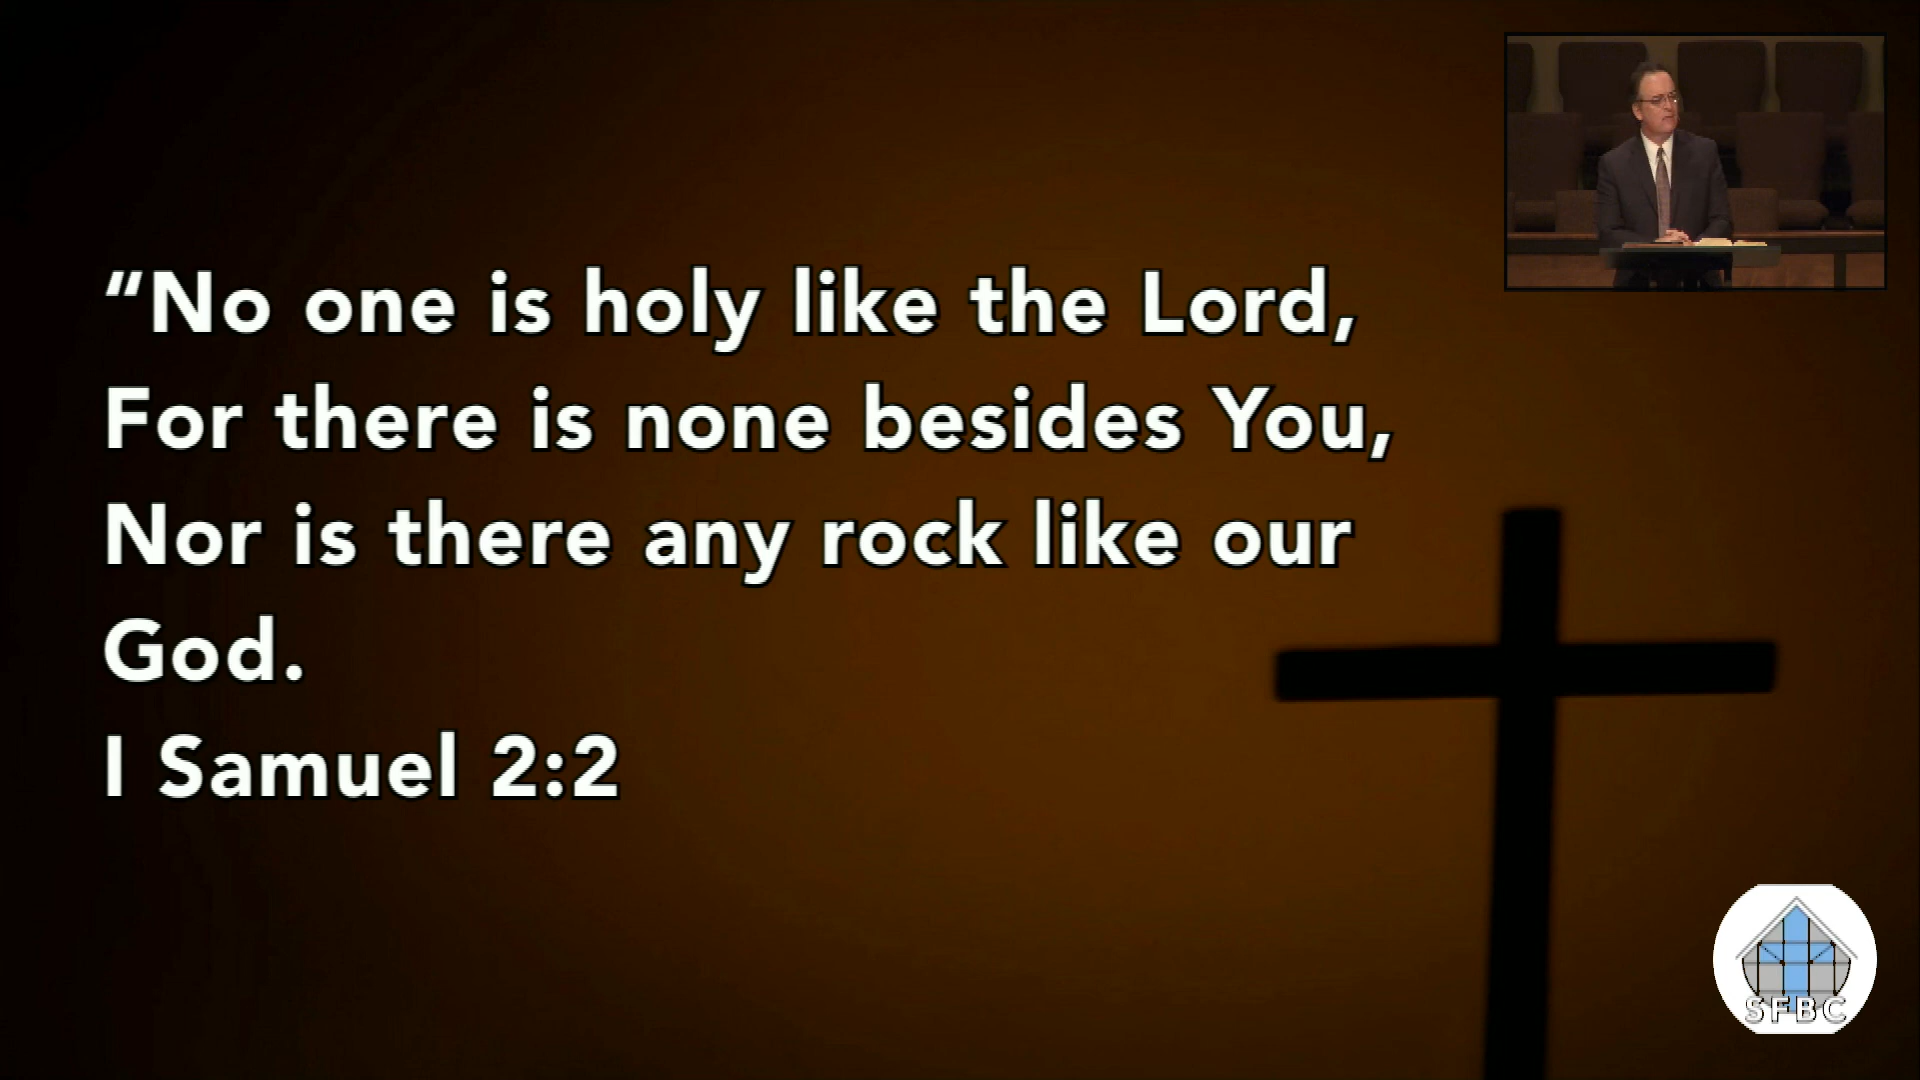 “No one is holy like the Lord,
For there is none besides You,
Nor is there any rock like our
God.
I Samuel 2:2
SFBC